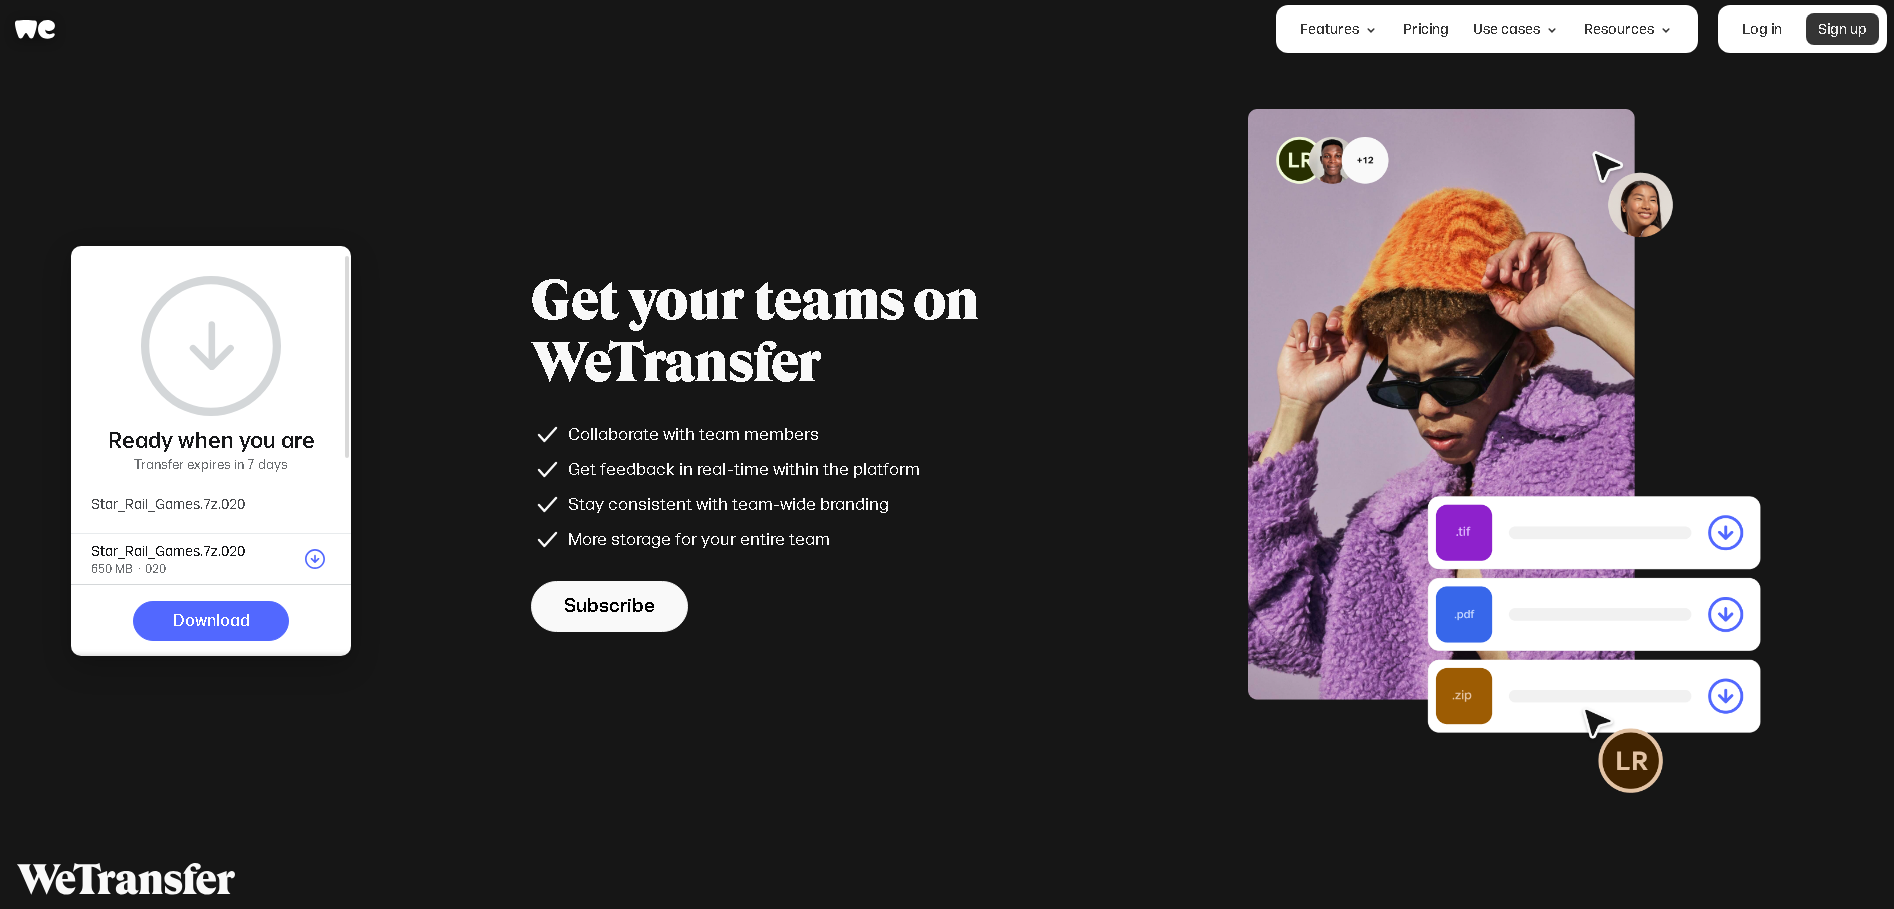 we
Features
Pricing
Use cases
Resources
Log in
Sign up
Ready when you are
Transfer expires in 7 days
Star_Rail_Games.7z.020
Star_Rail_Games.7z.020
650 MB · 020
Download
Get your teams on
WeTransfer
Collaborate with team members
Get feedback in real-time within the platform
Stay consistent with team-wide branding
More storage for your entire team
Subscribe
LR
+12
.tif
.pdf
.zip
LR
WeTransfer